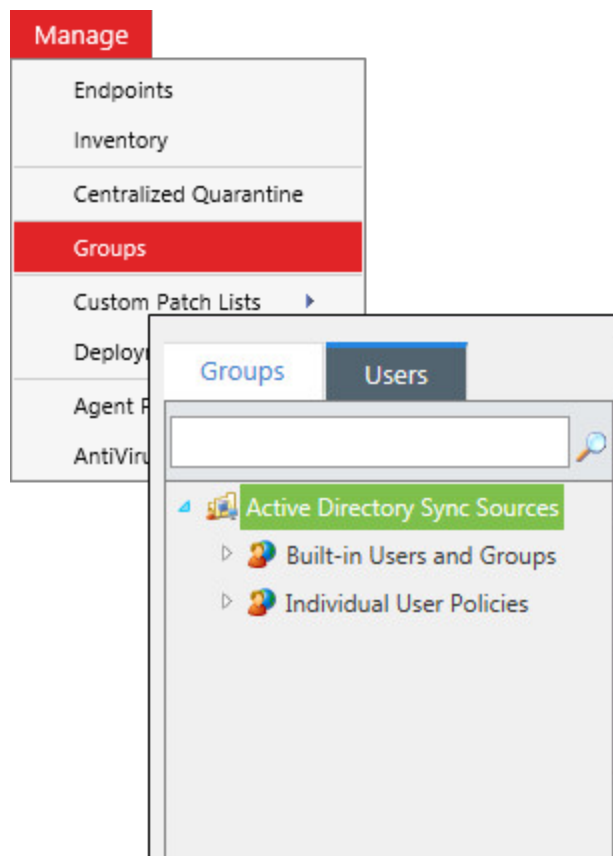 Manage
Endpoints
Inventory
Centralized Quarantine
Groups
Custom Patch Lists
Agent
Groups
Users
Active Directory Sync Sources
Built-in Users and Groups
Individual User Policies